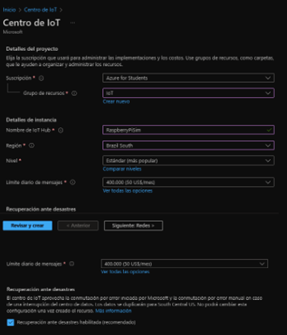 Inicio > Centro de IoT >
Centro de IoT ...
Microsoft
Detalles del proyecto
Elija la suscripción que usará para administrar las implementaciones y los costos. Use grupos de recursos, como carpetas,
que la ayuden a organizar y administrar los recursos.
Suscripción * Azure for Students
Grupo de recursos * IoT
Crear nuevo
Detalles de instancia
Nombre de IoT Hub * RaspberryPiSen
Región * Brazil South
Nivel * Estándar (más popular)
Comparar niveles
Límite diario de mensajes * 400.000 (50 US$/mes)
Ver todas las opciones
Recuperación ante desastres
Revisar y crear < Anterior Siguiente: Redes >
Límite diario de mensajes * 400.000 (50 US$/mes)
Ver todas las opciones
Recuperación ante desastres
El centro de IoT aprovecha la conmutación por error iniciada por Microsoft y la conmutación por error manual en caso
de una interrupción del centro de datos. Los datos se duplicarán para South Central US. No podrá cambiar esta
configuración una vez creado el recurso. Más información
Recuperación ante desastres habilitada (recomendado)